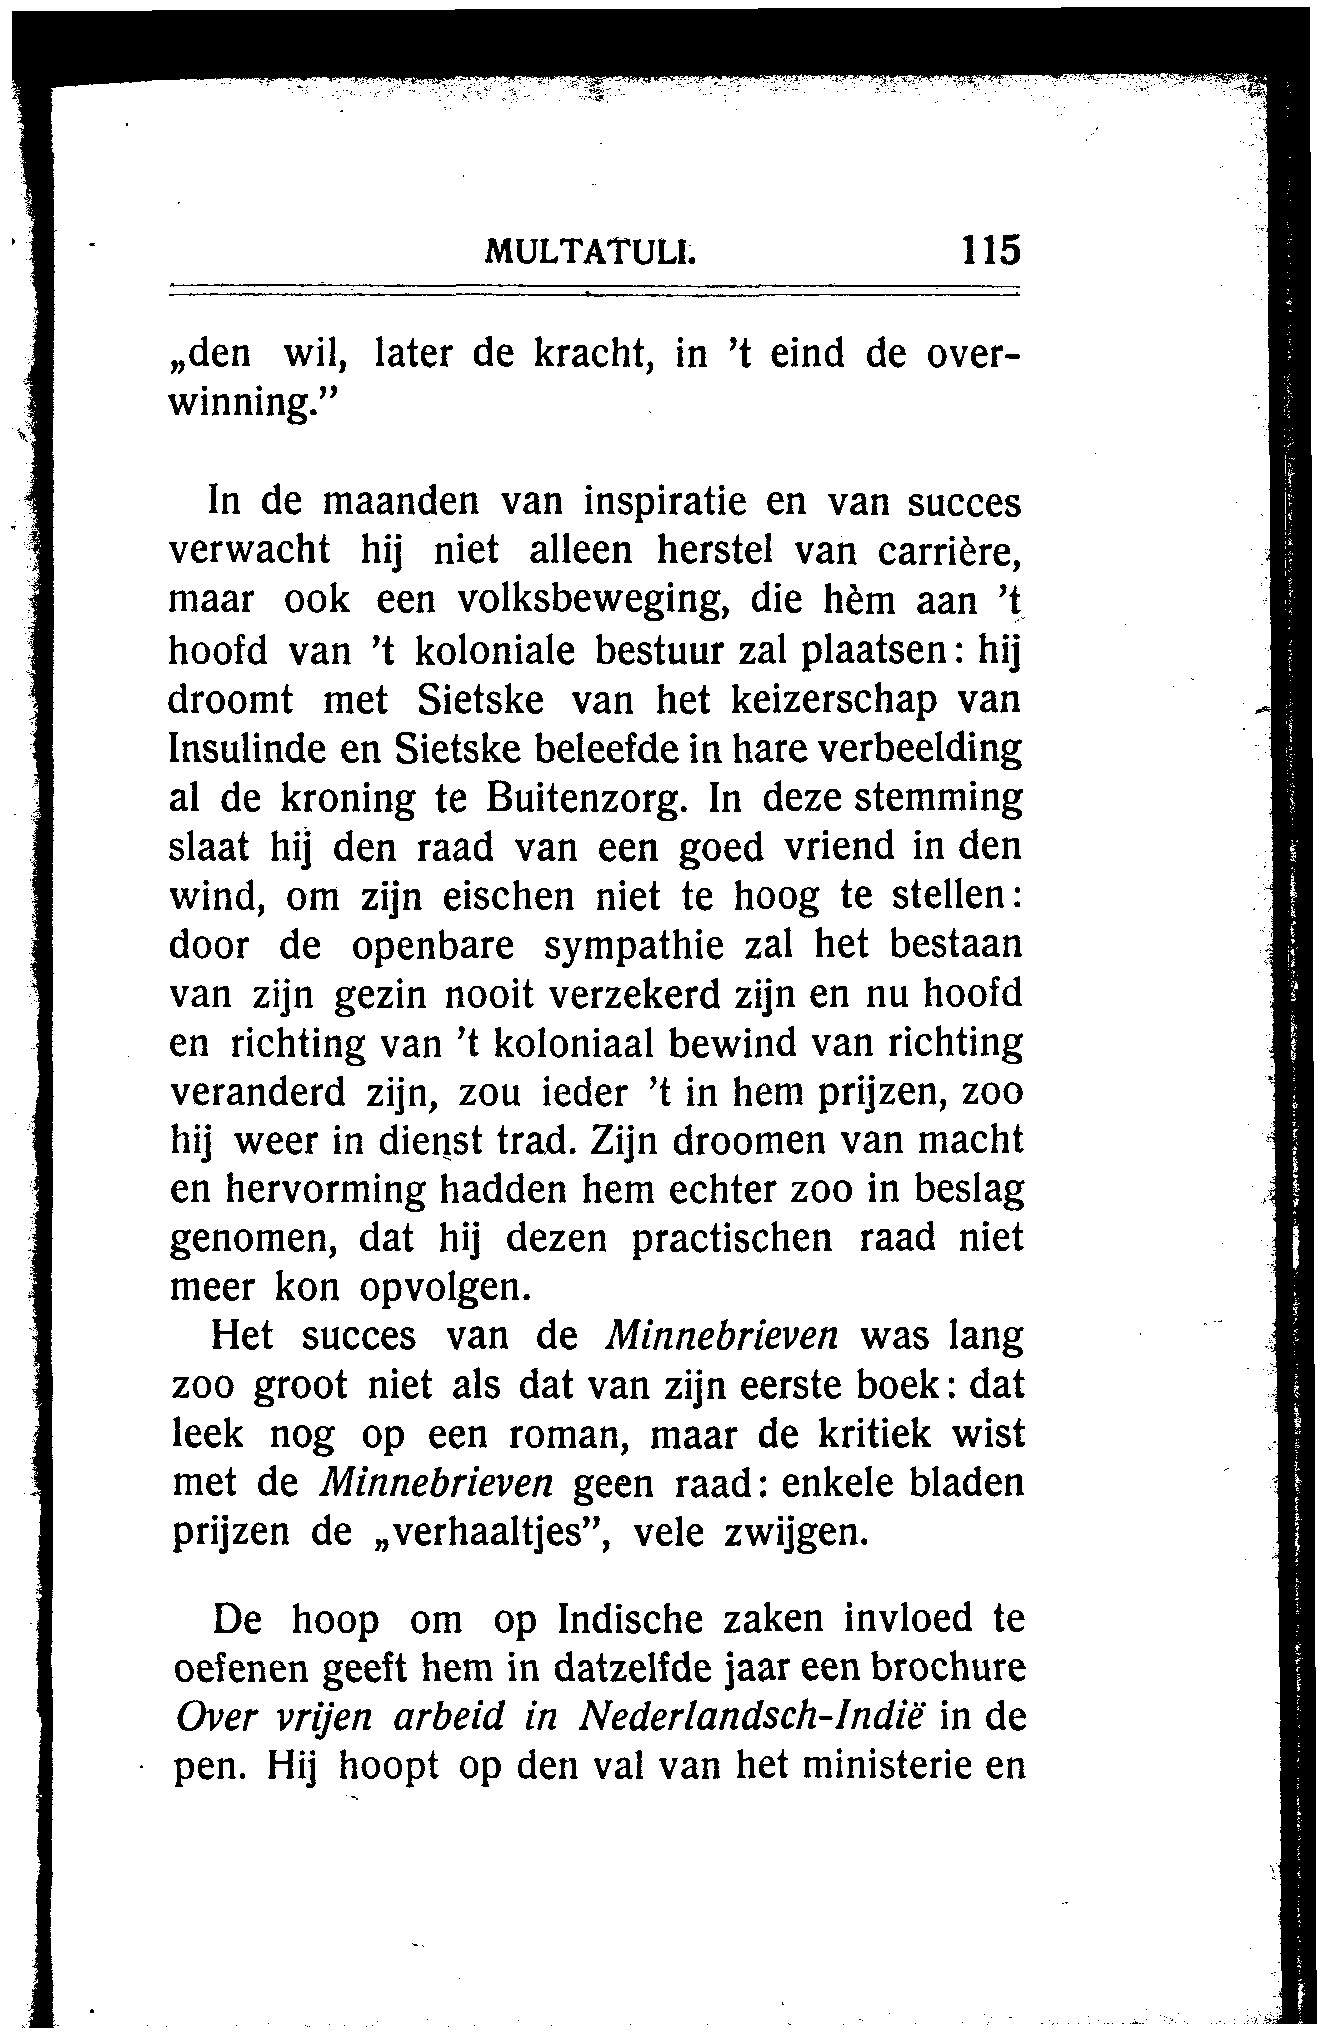 MULTATULI. 115
„den wil, later de kracht, in ’t eind de over-
winning.”
In de maanden van inspiratie en van succes
verwacht hij niet alleen herstel van carrière,
maar ook een volksbeweging, die hèm aan ’t
hoofd van ’t koloniale bestuur zal plaatsen: hij
droomt met Sietske van het keizerschap van
Insulinde en Sietske beleefde in hare verbeelding
al de kroning te Buitenzorg. In deze stemming
slaat hij den raad van een goed vriend in den
wind, om zijn eischen niet te hoog te stellen:
door de openbare sympathie zal het bestaan
van zijn gezin nooit verzekerd zijn en nu hoofd
en richting van ’t koloniaal bewind van richting
veranderd zijn, zou ieder ’t in hem prijzen, zoo
hij weer in dienst trad. Zijn droomen van macht
en hervorming hadden hem echter zoo in beslag
genomen, dat hij dezen practischen raad niet
meer kon opvolgen.
Het succes van de Minnebrieven was lang
zoo groot niet als dat van zijn eerste boek: dat
leek nog op een roman, maar de kritiek wist
met de Minnebrieven geen raad: enkele bladen
prijzen de „verhaaltjes”, vele zwijgen.
De hoop om op Indische zaken invloed te
oefenen geeft hem in datzelfde jaar een brochure
Over vrijen arbeid in Nederlandsch-Indië in de
pen. Hij hoopt op den val van het ministerie en